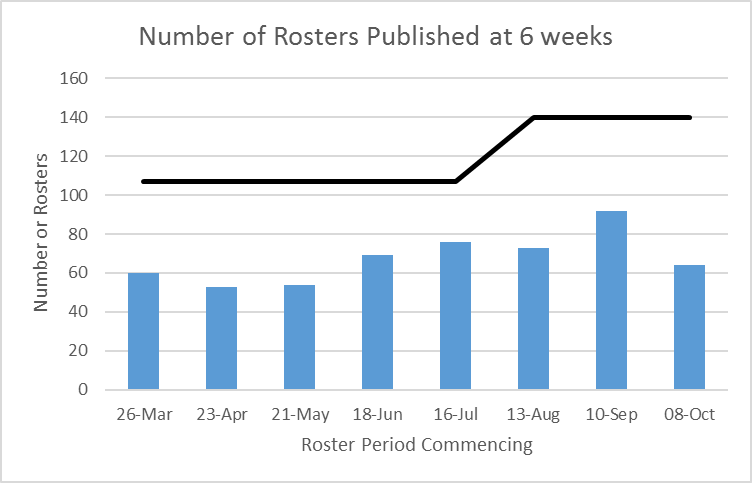 Number of Rosters Published at 6 weeks
160
140
120
100
80
60
40
20
0
Number or Rosters
26-Mar 23-Apr 21-May 18-Jun 16-Jul 13-Aug 10-Sep 08-Oct
Roster Period Commencing